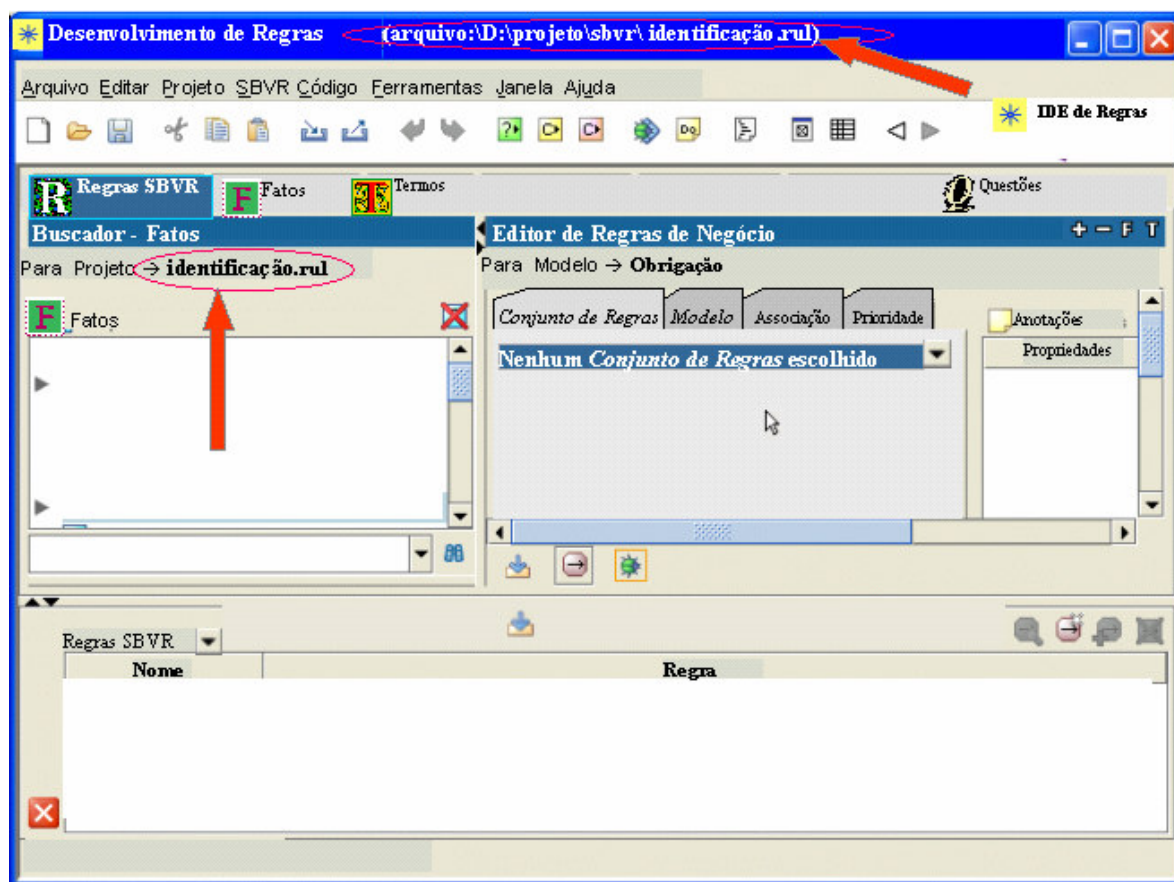 Desenvolvimento de Regras (arquivo:\D:\projeto\sbvr\ identificação.rul)
Arquivo Editar Projeto SBVR Código Ferramentas Janela Ajuda
IDE de Regras
?
C
C
Dq
R Regras SBVR F Fatos T Termos Questões
Buscador - Fatos
Editor de Regras de Negócio + - F T
Para Projeto → identificação.rul
Para Modelo → Obrigação
F Fatos
Conjunto de Regras Modelo Associação Prioridade
Anotações
Nenhum Conjunto de Regras escolhido
Propriedades
Regras SBVR
Nome Regra